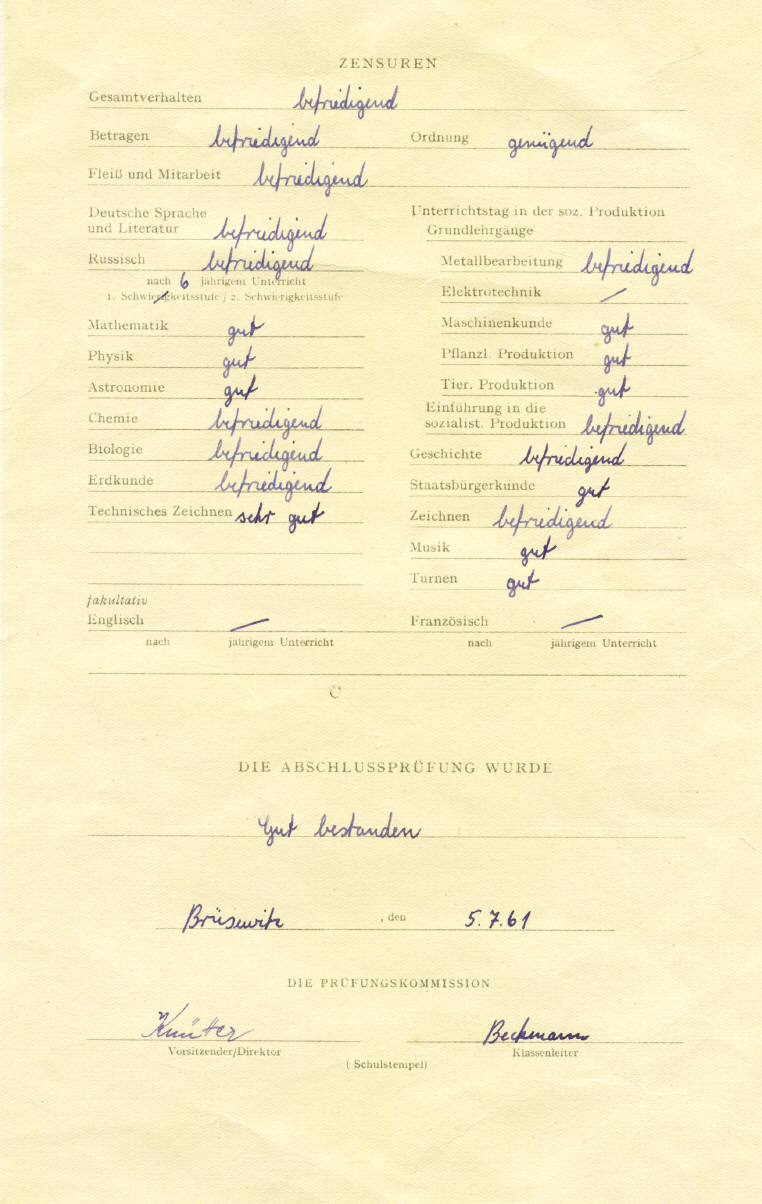 ZENSUREN
Gesamtverhalten befriedigend
Betragen befriedigend Ordnung genügend
Fleiß und Mitarbeit befriedigend
Deutsche Sprache
und Literatur befriedigend
Russisch befriedigend
nach 6 jährigem Unterricht
1. Schwierigkeitsstufe / 2. Schwierigkeitsstufe
Mathematik gut
Physik gut
Astronomie gut
Chemie befriedigend
Biologie befriedigend
Erdkunde befriedigend
Technisches Zeichnen sehr gut
Unterrichtstag in der soz. Produktion
Grundlehrgänge
Metallbearbeitung befriedigend
Elektrotechnik /
Maschinenkunde gut
Pflanzl. Produktion gut
Tier. Produktion gut
Einführung in die
sozialist. Produktion befriedigend
Geschichte befriedigend
Staatsbürgerkunde gut
Zeichnen befriedigend
Musik gut
Turnen gut
fakultativ
Englisch / Französisch /
nach jährigem Unterricht nach jährigem Unterricht
DIE ABSCHLUSSPRÜFUNG WURDE
Gut bestanden
Brüsewitz , den 5.7.61
DIE PRÜFUNGSKOMMISSION
Knütter Beckmann
Vorsitzender/Direktor Klassenleiter
( Schulstempel)